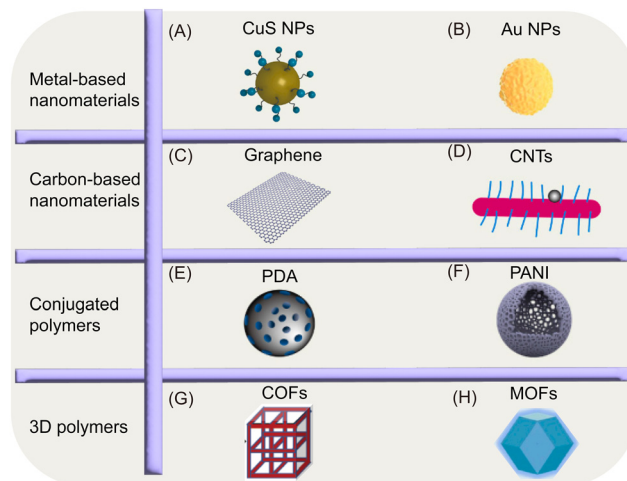 (A)
CuS NPs
(B)
Au NPs
Metal-based
nanomaterials
(C)
Graphene
(D)
CNTs
Carbon-based
nanomaterials
(E)
PDA
(F)
PANI
Conjugated
polymers
(G)
COFs
(H)
MOFs
3D polymers